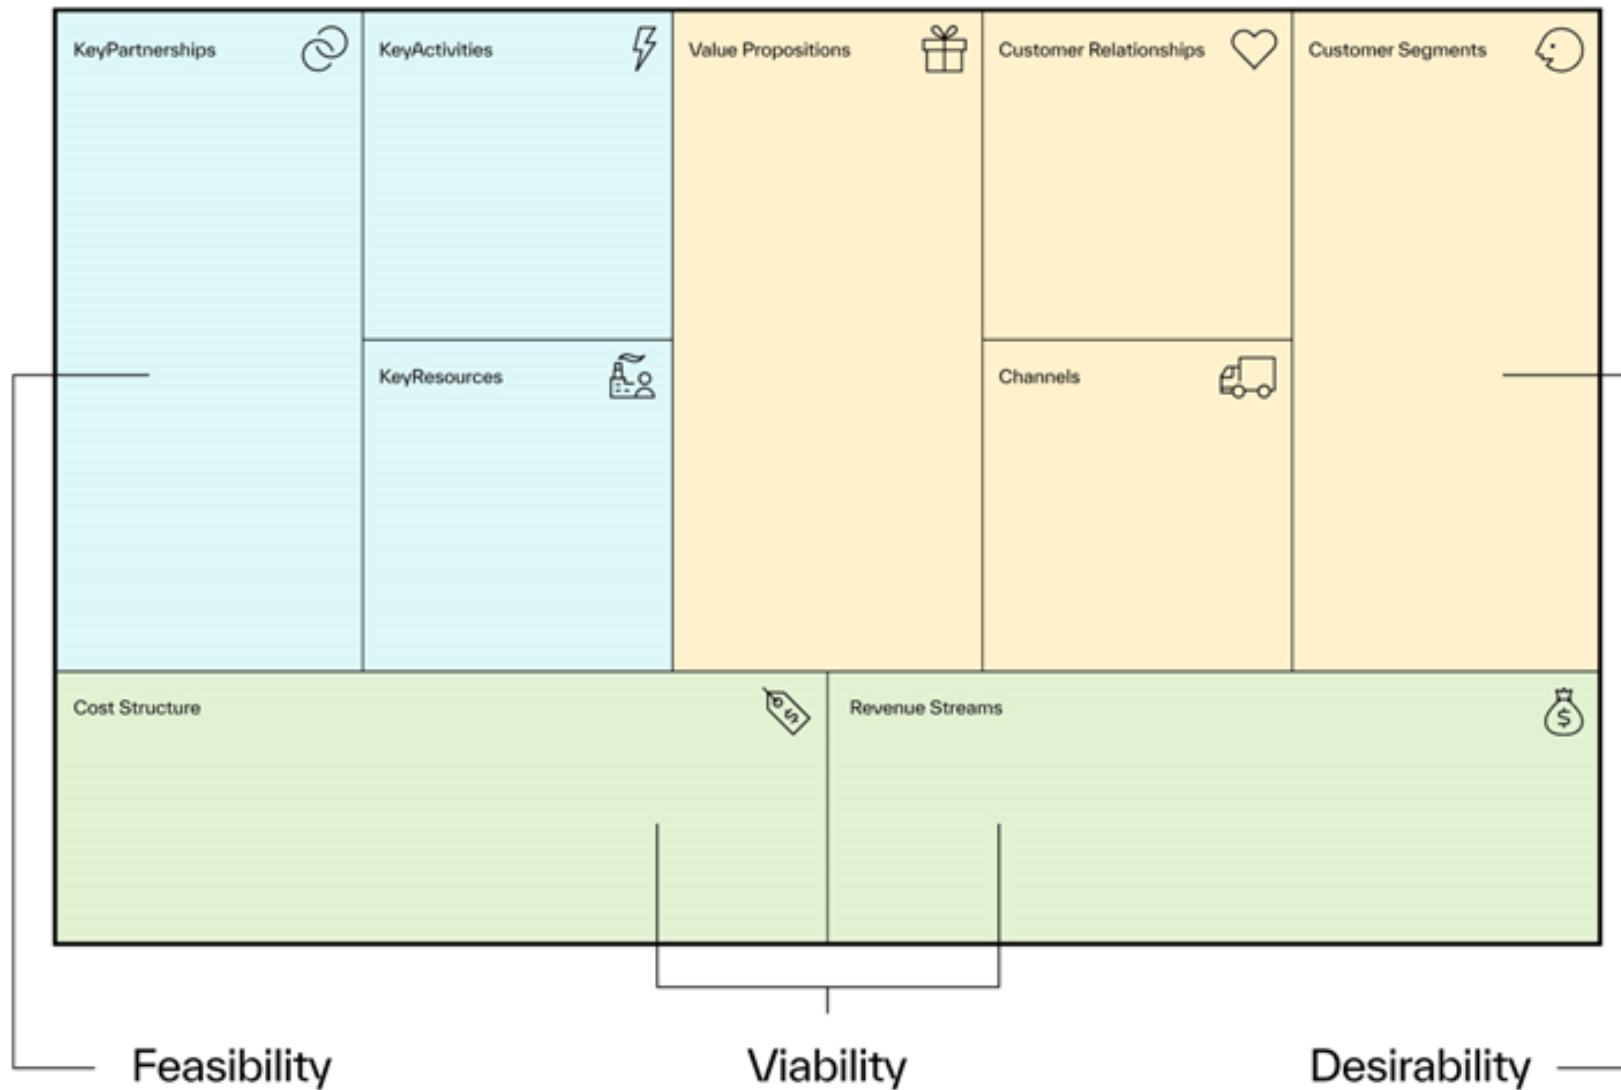 KeyPartnerships
KeyActivities
Value Propositions
Customer Relationships
Customer Segments
KeyResources
Channels
Cost Structure
$
Revenue Streams
$
Feasibility
Viability
Desirability